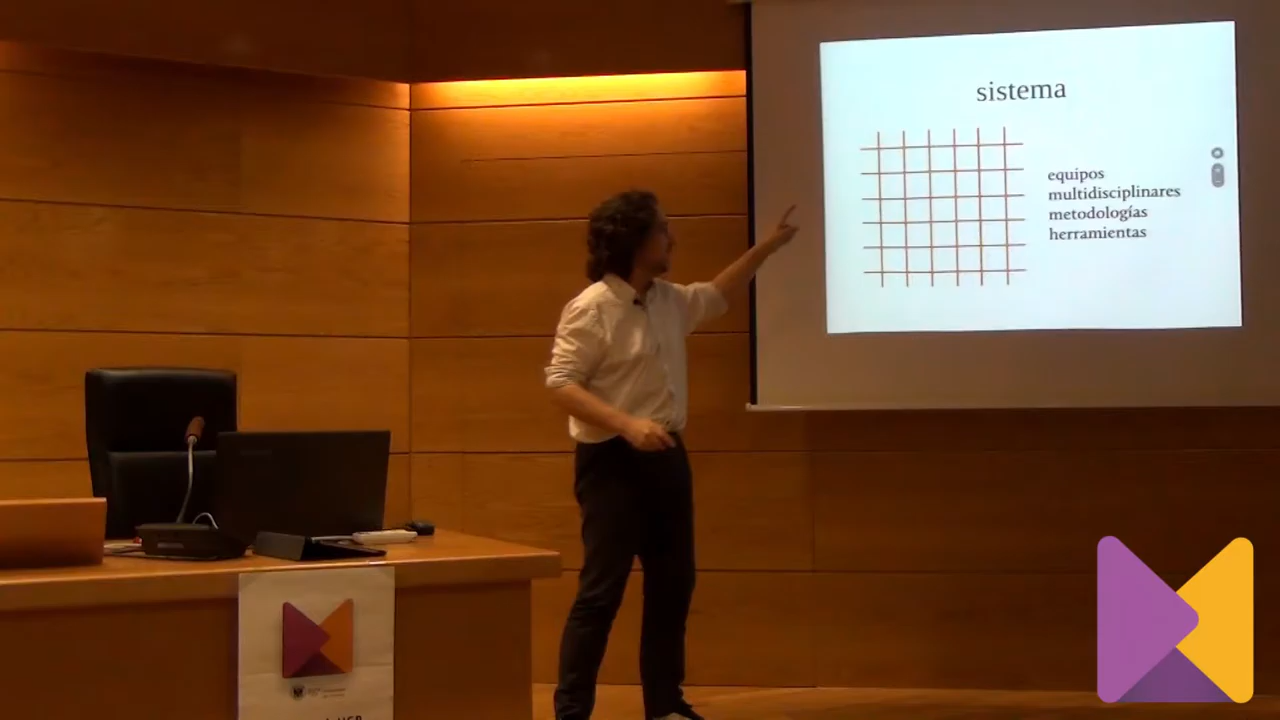 sistema
equipos
multidisciplinares
metodologías
herramientas